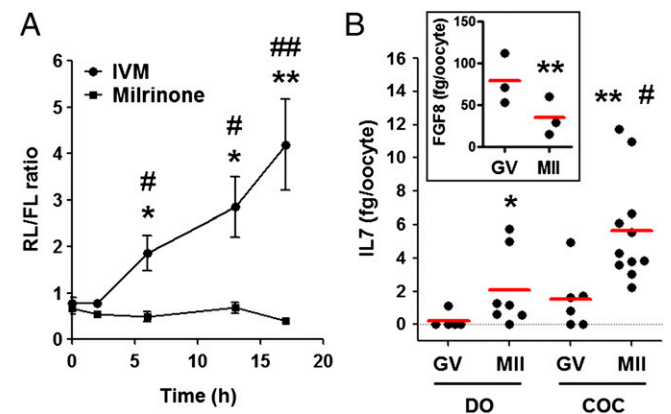 A
RL/FL ratio
6
5
4
3
2
1
0
IVM
Milrinone
#
*
#
*
##
**
0 5 10 15 20
Time (h)
B
IL7 (fg/oocyte)
16
14
12
10
8
6
4
2
0
FGF8 (fg/oocyte)
150
100
50
0
**
GV MII
*
** #
GV MII GV MII
DO COC